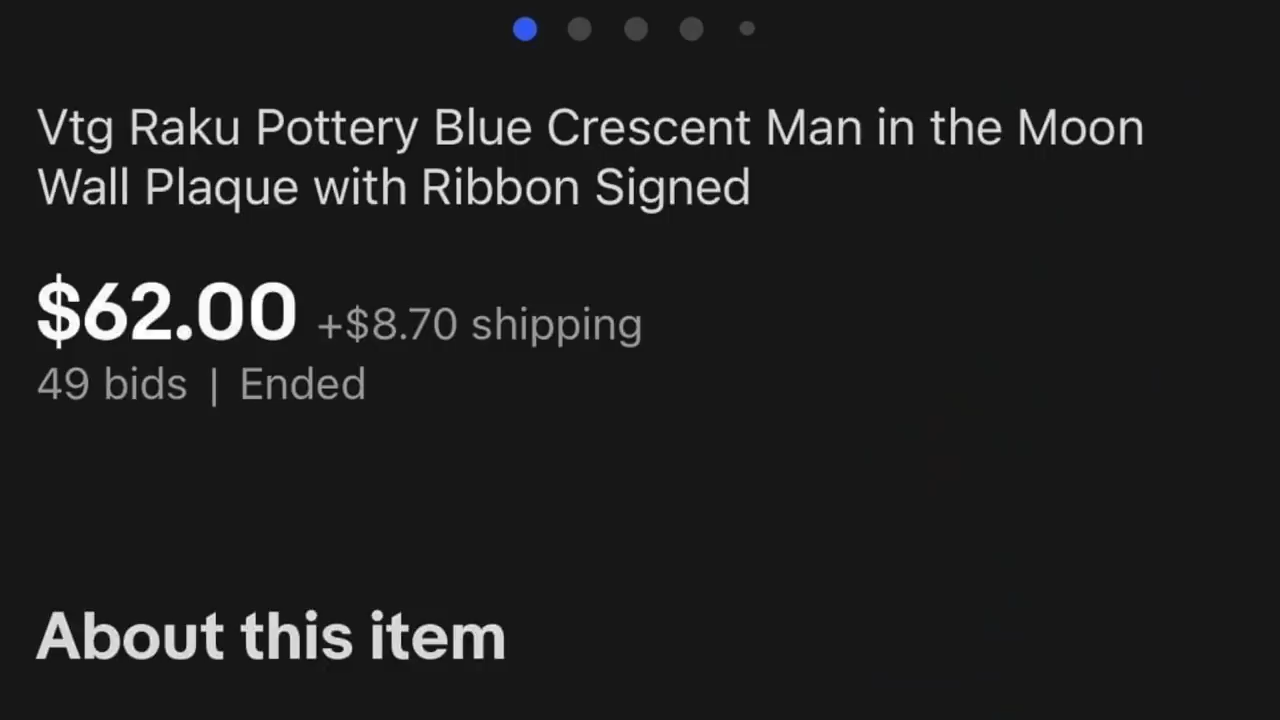 Vtg Raku Pottery Blue Crescent Man in the Moon
Wall Plaque with Ribbon Signed
$62.00 +$8.70 shipping
49 bids | Ended
About this item